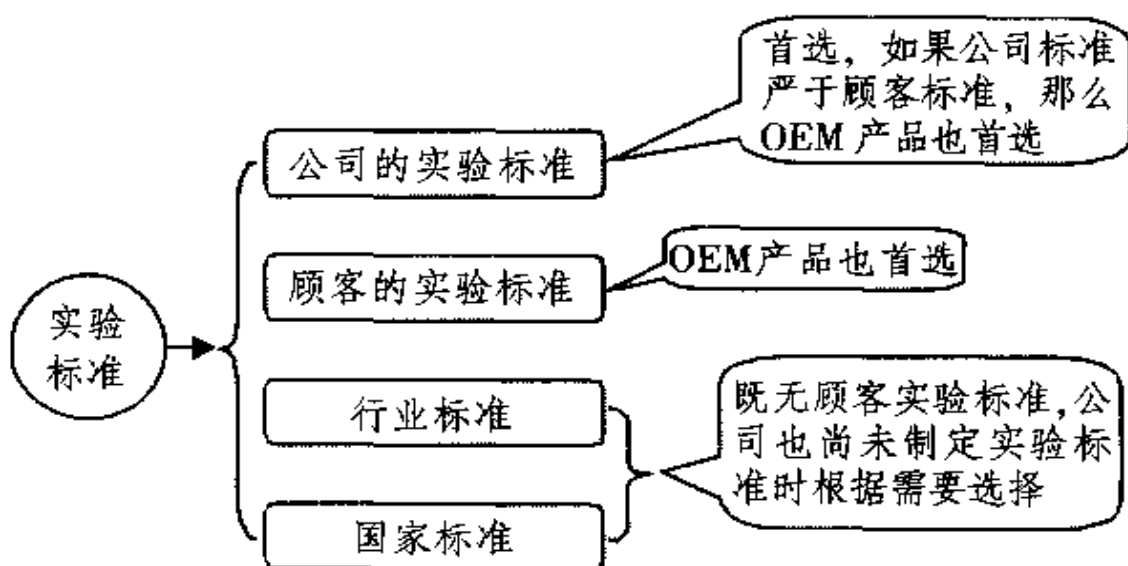 首选，如果公司标准
严于顾客标准，那么
OEM 产品也首选
公司的实验标准
OEM产品也首选
顾客的实验标准
实验
标准
行业标准
既无顾客实验标准，公
司也尚未制定实验标
准时根据需要选择
国家标准